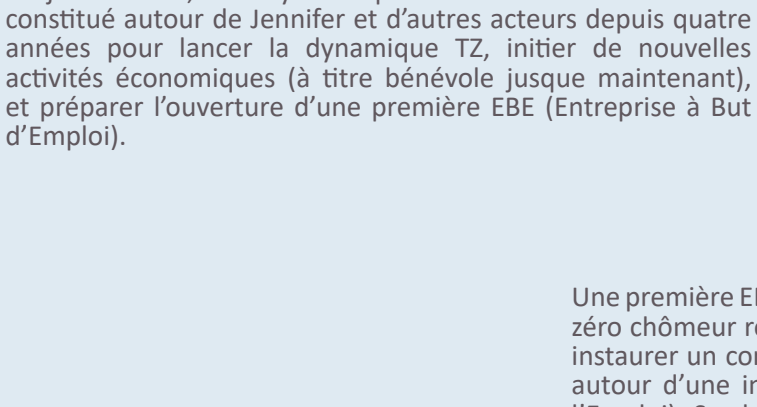 constitué autour de Jennifer et d’autres acteurs depuis quatre
années pour lancer la dynamique TZ, initier de nouvelles
activités économiques (à titre bénévole jusque maintenant),
et préparer l’ouverture d’une première EBE (Entreprise à But
d’Emploi).
Une première
zéro chômeur
instaurer un
autour d’une